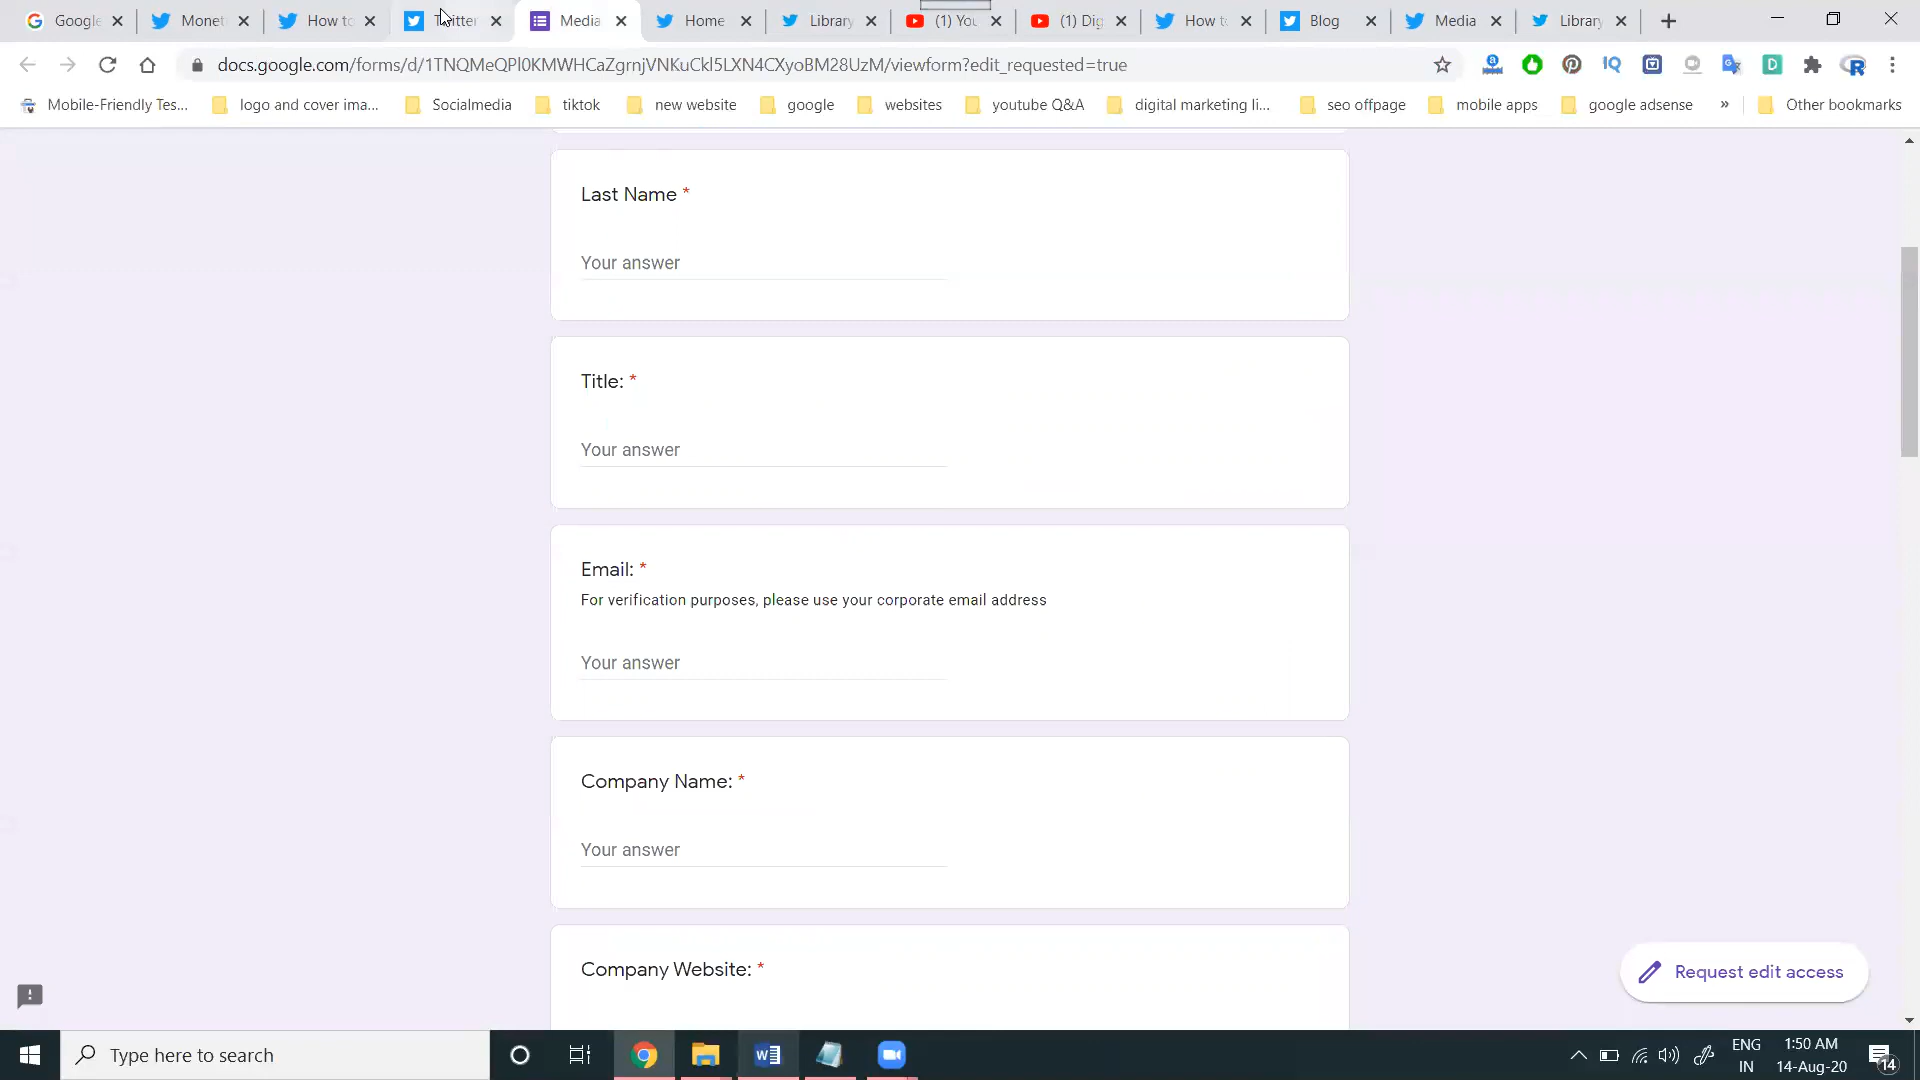 Google
Monet
How to
Twitter
Media
Home
Library
(1) You
(1) Dig
How to
Blog
Media
Library
docs.google.com/forms/d/1TNQMeQPl0KMWHCaZgrnjVNKuCkl5LXN4CXyoBM28UzM/viewform?edit_requested=true
Mobile-Friendly Tes...
logo and cover ima...
Socialmedia
tiktok
new website
google
websites
youtube Q&A
digital marketing li...
seo offpage
mobile apps
google adsense
»
Other bookmarks
Last Name *
Your answer
Title: *
Your answer
Email: *
For verification purposes, please use your corporate email address
Your answer
Company Name: *
Your answer
Company Website: *
Request edit access
Type here to search
ENG
IN
1:50 AM
14-Aug-20
14